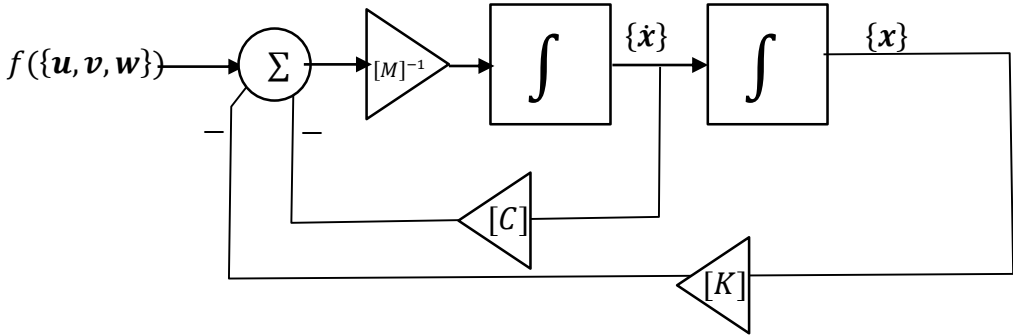 f({u, v, w})
Σ
[M]⁻¹
∫
{ẋ}
∫
{x}
−
−
[C]
[K]